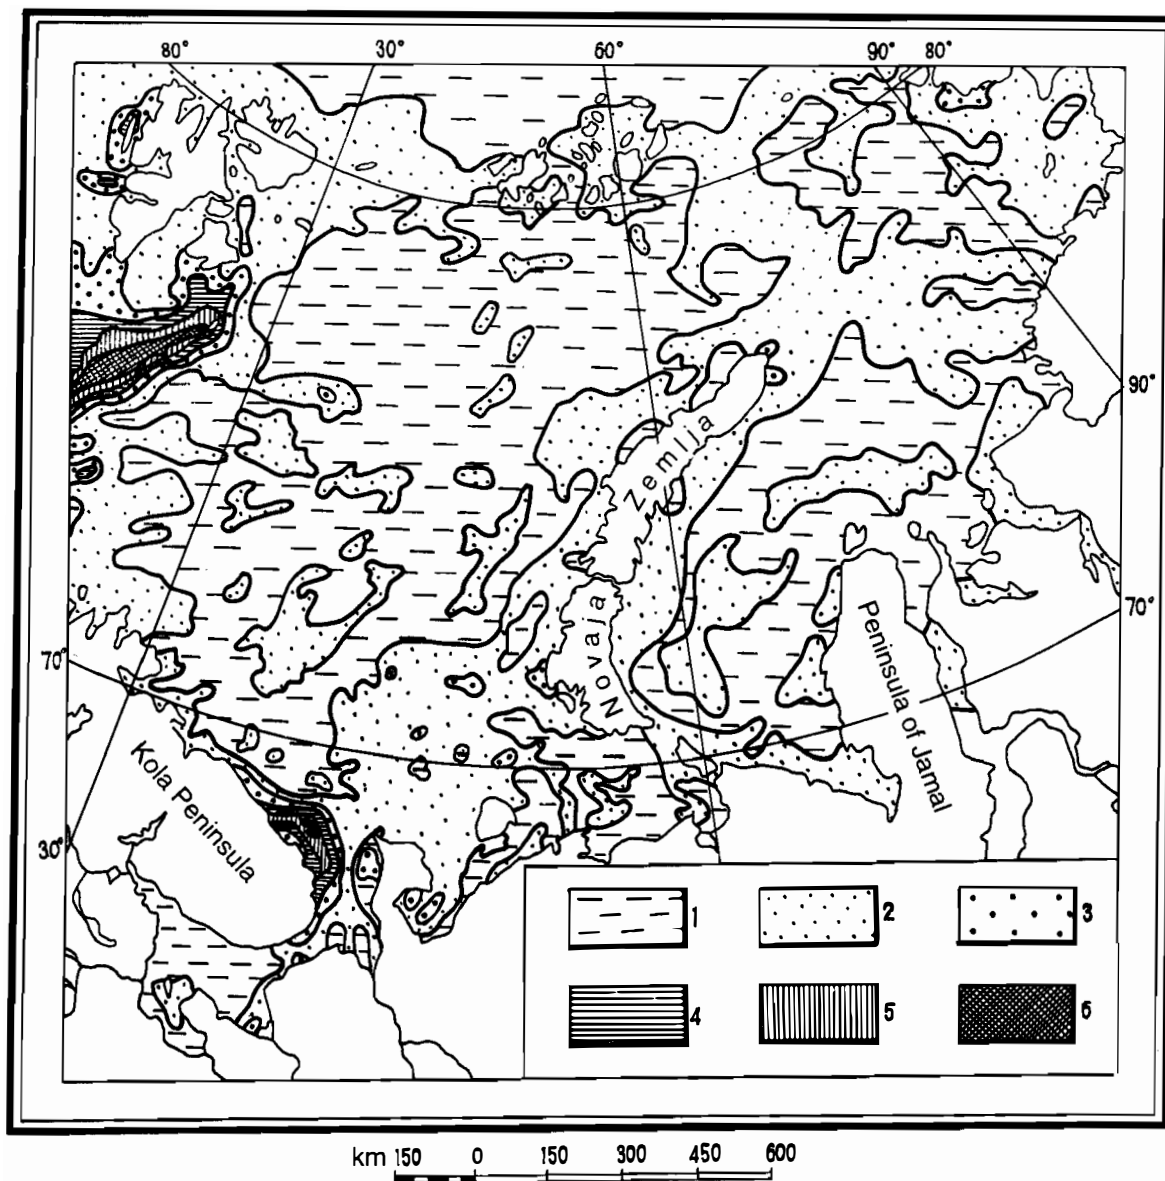 80° 30° 60° 90° 80°
90°
Zemlja
Novaja
70°
Peninsula of Jamal
70°
Kola Peninsula
30°
1 2 3
4 5 6
km 150 0 150 300 450 600